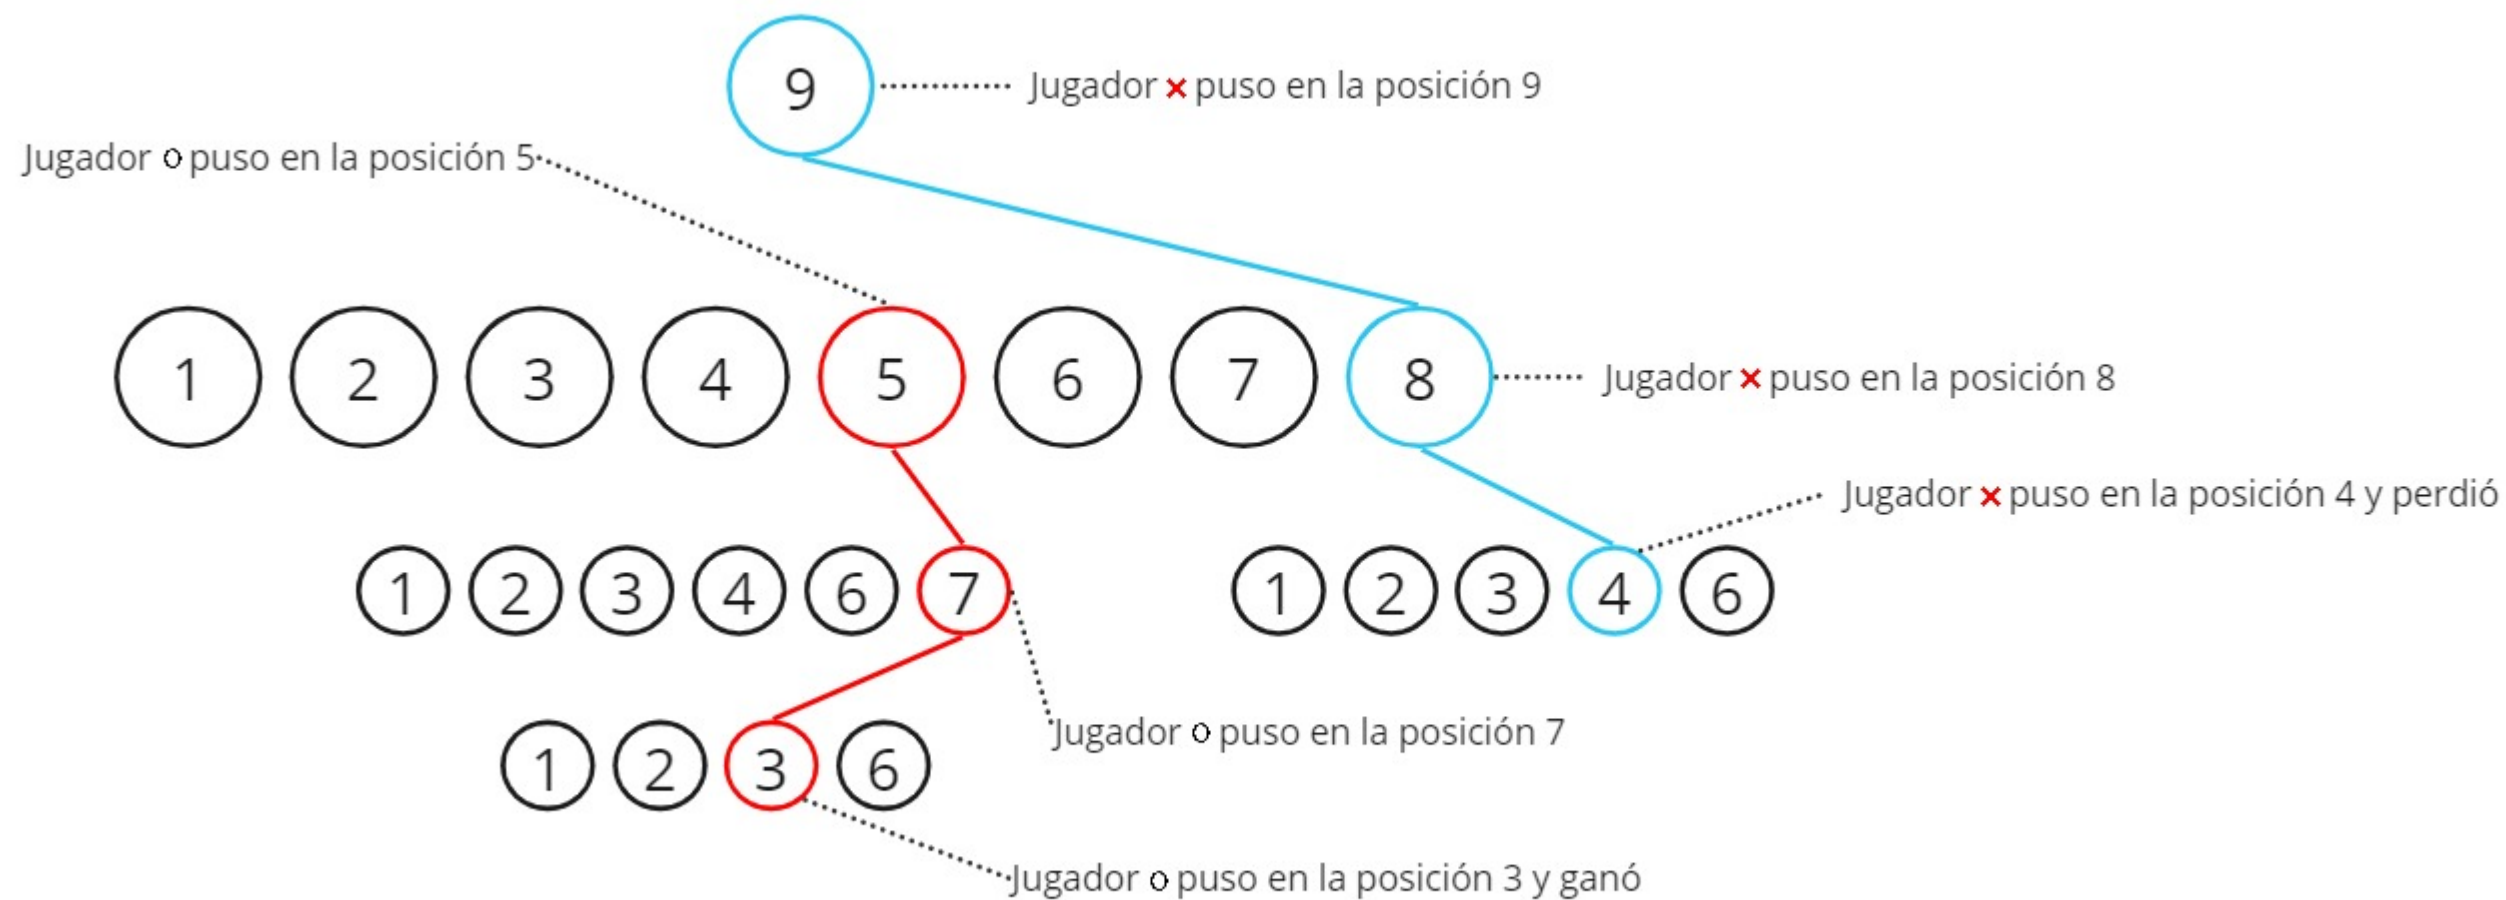 9 Jugador × puso en la posición 9
Jugador o puso en la posición 5
1 2 3 4 5 6 7 8 Jugador × puso en la posición 8
Jugador × puso en la posición 4 y perdió
1 2 3 4 6 7 1 2 3 4 6
Jugador o puso en la posición 7
1 2 3 6
Jugador o puso en la posición 3 y ganó